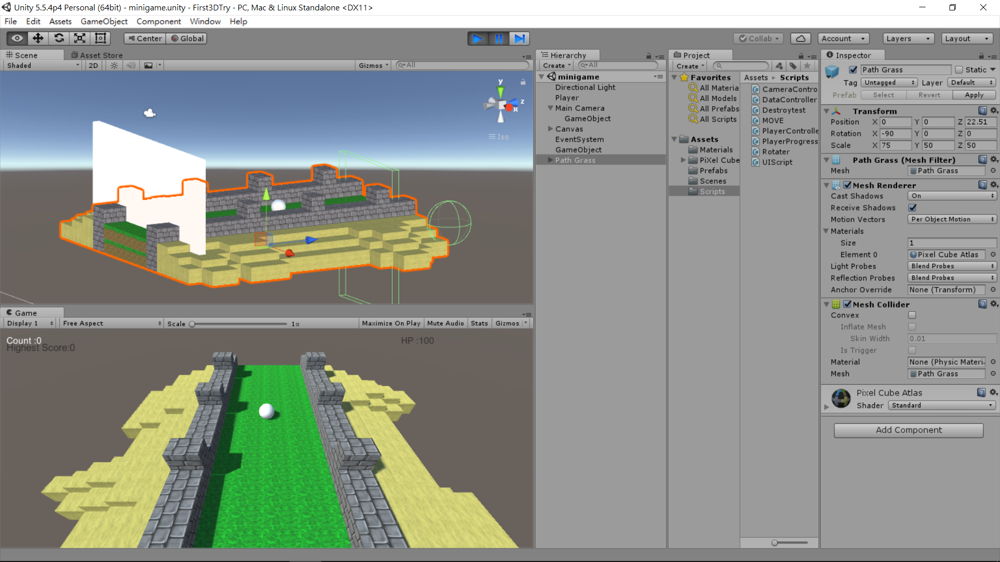 Unity 5.5.4p4 Personal (64bit) - minigame.unity - First3DTry - PC, Mac & Linux Standalone <DX11>
File Edit Assets GameObject Component Window Help
Center Global
Collab Account Layers Layout
Scene Asset Store
Shaded 2D Gizmos All
y
z
x
Iso
Game
Display 1 Free Aspect Scale 1x Maximize On Play Mute Audio Stats Gizmos
Count :0
Highest Score:0
HP :100
Hierarchy
Create All
minigame
Directional Light
Player
Main Camera
GameObject
Canvas
EventSystem
GameObject
Path Grass
Project
Create
Favorites
All Materia
All Models
All Prefabs
All Scripts
Assets
Materials
PiXel Cube
Prefabs
Scenes
Scripts
Assets Scripts
CameraContro
DataController
Destroytest
MOVE
PlayerControlle
PlayerProgress
Rotater
UIScript
Inspector
Path Grass Static
Tag Untagged Layer Default
Prefab Select Revert Apply
Transform
Position X 0 Y 0 Z 22.51
Rotation X -90 Y 0 Z 0
Scale X 75 Y 50 Z 50
Path Grass (Mesh Filter)
Mesh Path Grass
Mesh Renderer
Cast Shadows On
Receive Shadows
Motion Vectors Per Object Motion
Materials
Size 1
Element 0 Pixel Cube Atlas
Light Probes Blend Probes
Reflection Probes Blend Probes
Anchor Override None (Transform)
Mesh Collider
Convex
Inflate Mesh
Skin Width 0.01
Is Trigger
Material None (Physic Materi
Mesh Path Grass
Pixel Cube Atlas
Shader Standard
Add Component